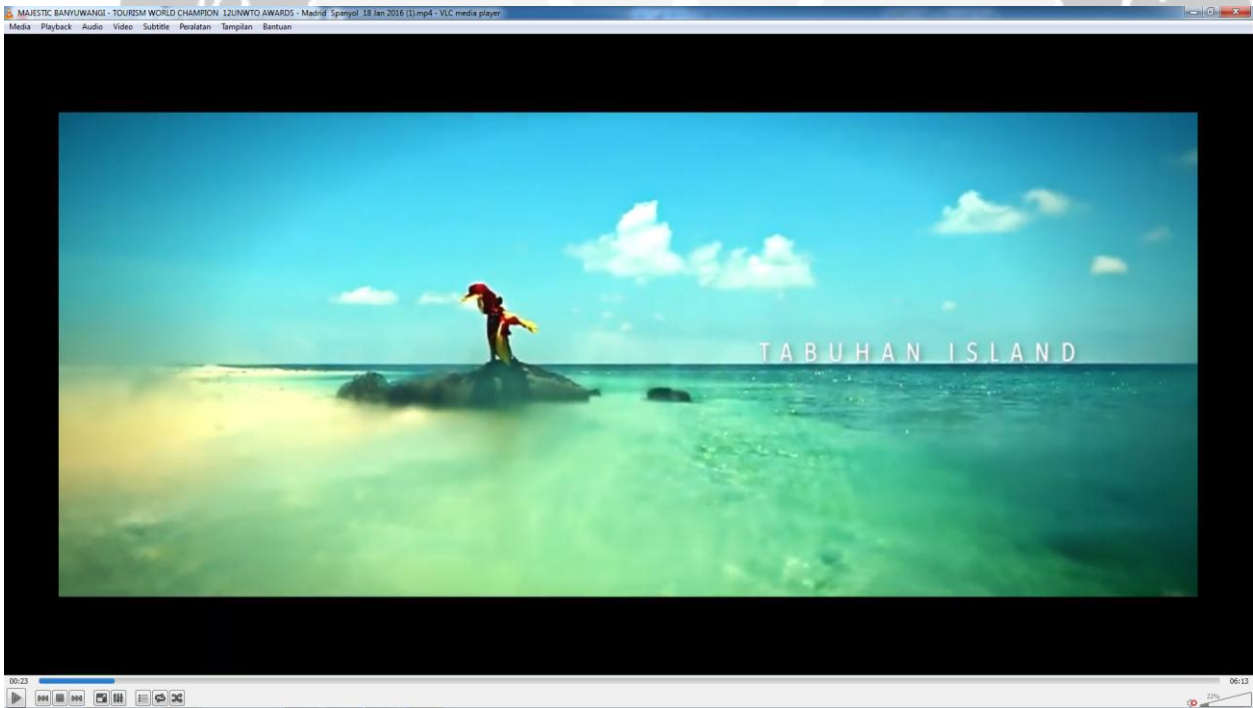 MAJESTIC BANYUWANGI - TOURISM WORLD CHAMPION 12UNWTO AWARDS - Madrid Spanyol 18 Jan 2016 (1).mp4 - VLC media player
Media Playback Audio Video Subtitle Peralatan Tampilan Bantuan
TABUHAN ISLAND
00:23 06:13
22%